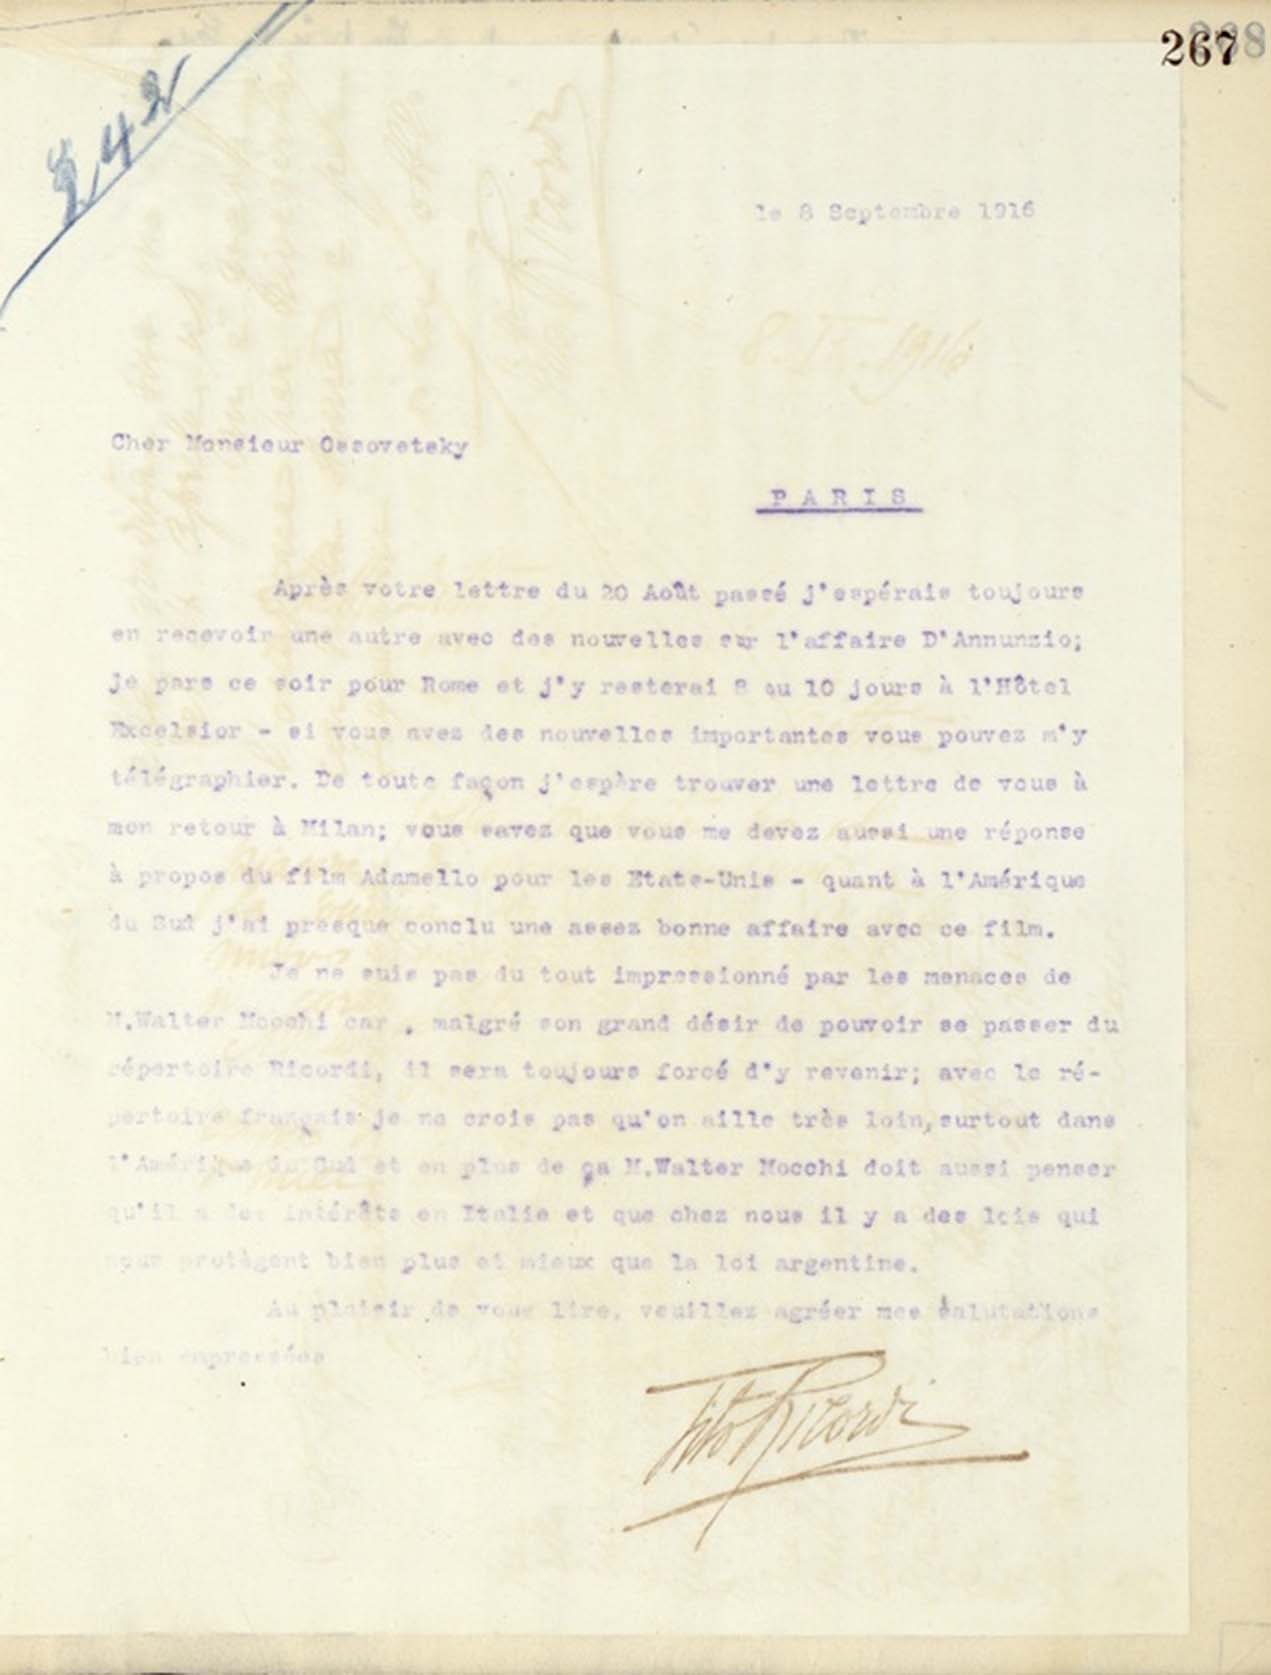 267
242
le 8 Septembre 1916
8-IX-1916
Cher Monsieur Ossovetsky
PARIS
Après votre lettre du 20 Août passé j'espérais toujours
en recevoir une autre avec des nouvelles sur l'affaire D'Annunzio;
je pars ce soir pour Rome et j'y resterai 8 ou 10 jours à l'Hôtel
Excelsior - si vous avez des nouvelles importantes vous pouvez m'y
télégraphier. De toute façon j'espère trouver une lettre de vous à
mon retour à Milan; vous savez que vous me devez aussi une réponse
à propos du film Adamello pour les Etats-Unis - quant à l'Amérique
du Sud j'ai presque conclu une assez bonne affaire avec ce film.
Je ne suis pas du tout impressionné par les menaces de
M.Walter Mocchi car , malgré son grand désir de pouvoir se passer du
répertoire Ricordi, il sera toujours forcé d'y revenir; avec le ré-
pertoire français je ne crois pas qu'on aille très loin,surtout dans
l'Amérique du Sud et en plus de ça M.Walter Mocchi doit aussi penser
qu'il a des intérêts en Italie et que chez nous il y a des lois qui
nous protègent bien plus et mieux que la loi argentine.
Au plaisir de vous lire, veuillez agréer mes salutations
bien empressées
Tito Ricordi